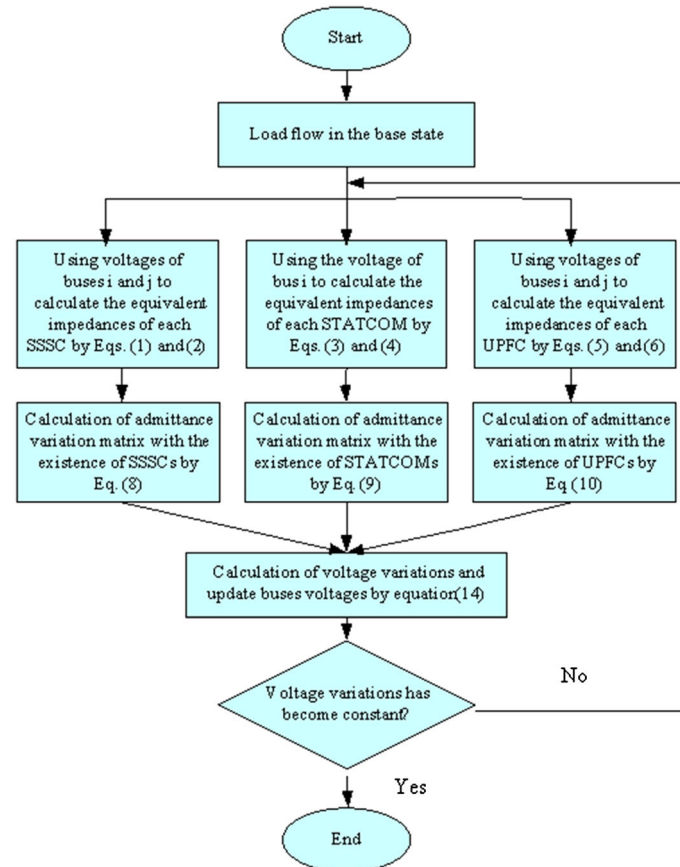 Start
Load flow in the base state
Using voltages of
buses i and j to
calculate the equivalent
impedances of each
SSSC by Eqs. (1) and (2)
Using the voltage of
bus i to calculate the
equivalent impedances
of each STATCOM by
Eqs. (3) and (4)
Using voltages of
buses i and j to
calculate the equivalent
impedances of each
UPFC by Eqs. (5) and (6)
Calculation of admittance
variation matrix with the
existence of SSSCs by
Eq. (8)
Calculation of admittance
variation matrix with the
existence of STATCOMs
by Eq. (9)
Calculation of admittance
variation matrix with the
existence of UPFCs by
Eq (10)
Calculation of voltage variations and
update buses voltages by equation(14)
Voltage variations has
become constant?
No
Yes
End